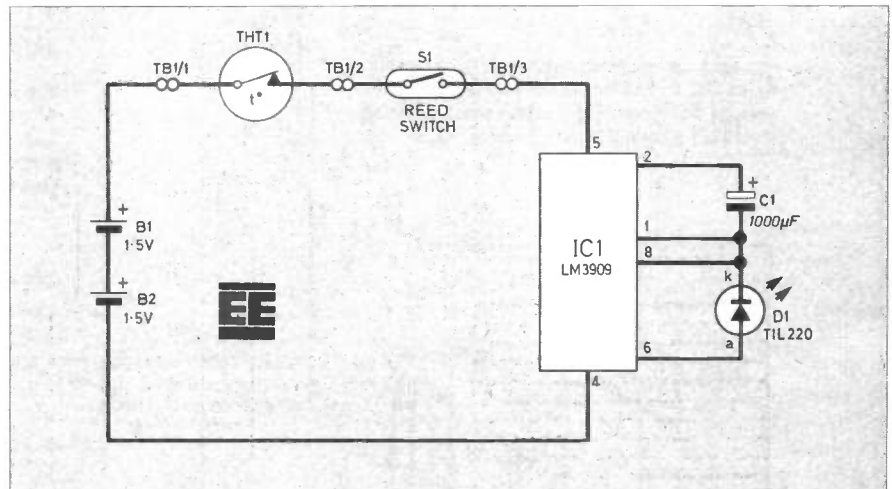 THT1
TB1/1
TB1/2
S1
TB1/3
t°
REED
SWITCH
5
2
+
C1
1000µF
1
8
IC1
LM3909
k
D1
TIL220
a
6
4
+
B1
1·5V
+
B2
1·5V
EE